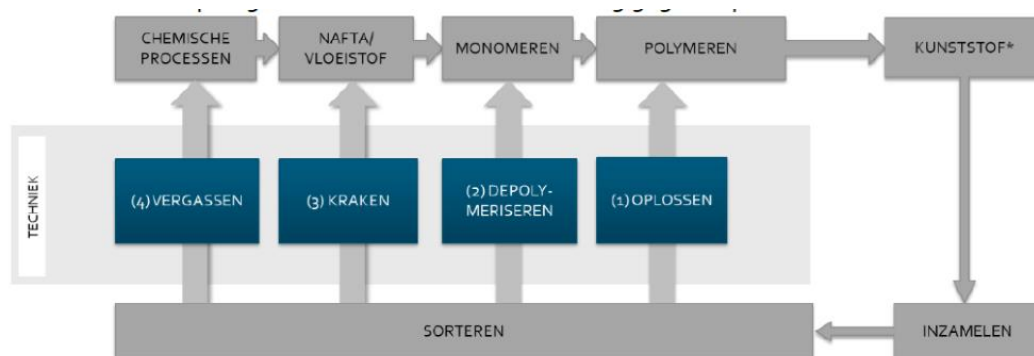 CHEMISCHE
PROCESSEN
NAFTA/
VLOEISTOF
MONOMEREN
POLYMEREN
KUNSTSTOF*
TECHNIEK
(4) VERGASSEN
(3) KRAKEN
(2) DEPOLY-
MERISEREN
(1) OPLOSSEN
SORTEREN
INZAMELEN